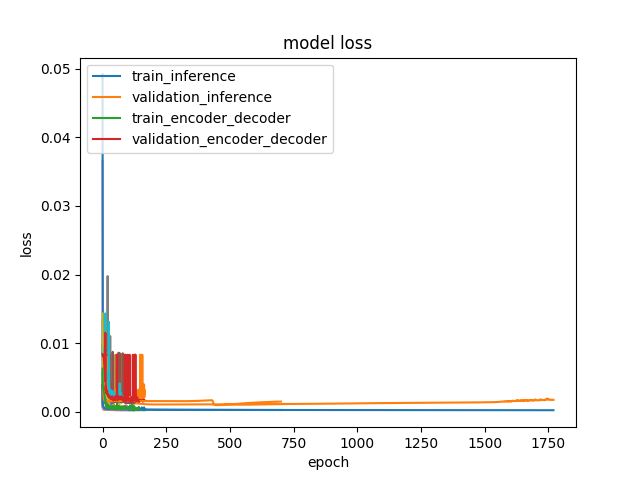 model loss
train_inference
validation_inference
train_encoder_decoder
validation_encoder_decoder
0.05
0.04
0.03
0.02
0.01
0.00
loss
0 250 500 750 1000 1250 1500 1750
epoch